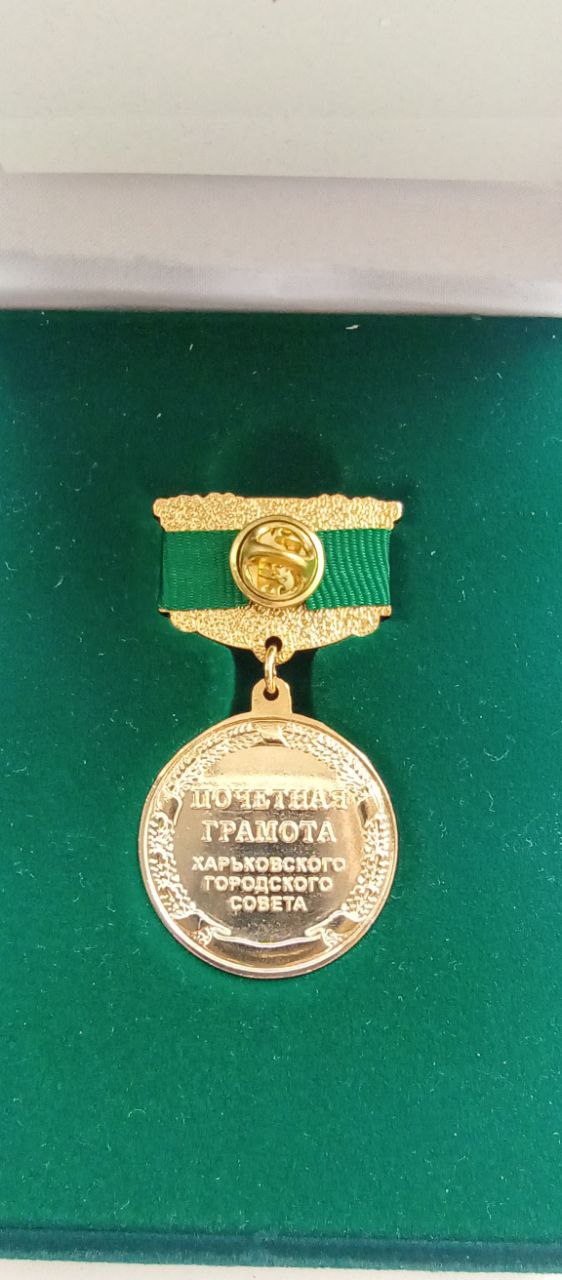 ПОЧЕТНАЯ
ГРАМОТА
ХАРЬКОВСКОГО
ГОРОДСКОГО
СОВЕТА